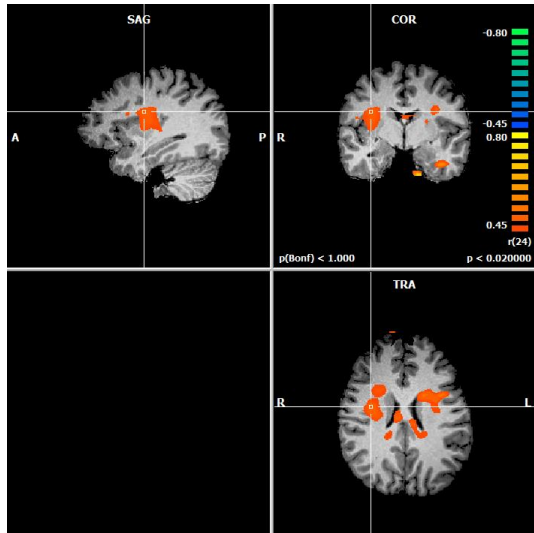 SAG
A
P
COR
-0.80
R
-0.45
0.80
0.45
r(24)
p(Bonf) < 1.000
p < 0.020000
TRA
R
L